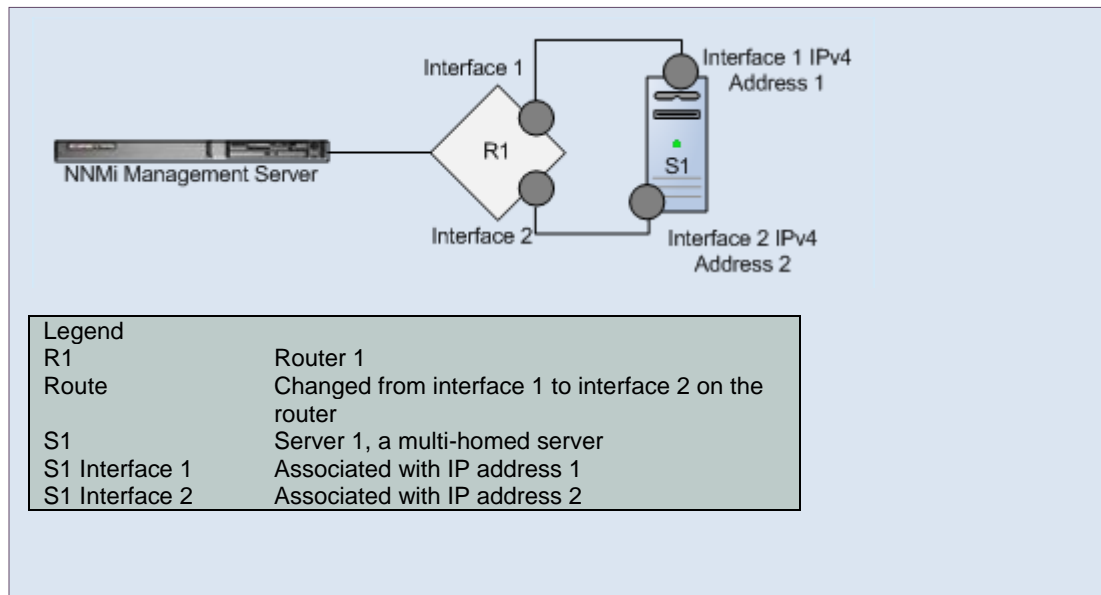 Interface 1
Interface 1 IPv4
Address 1
R1
S1
NNMi Management Server
Interface 2
Interface 2 IPv4
Address 2
Legend
R1 Router 1
Route Changed from interface 1 to interface 2 on the
router
S1 Server 1, a multi-homed server
S1 Interface 1 Associated with IP address 1
S1 Interface 2 Associated with IP address 2